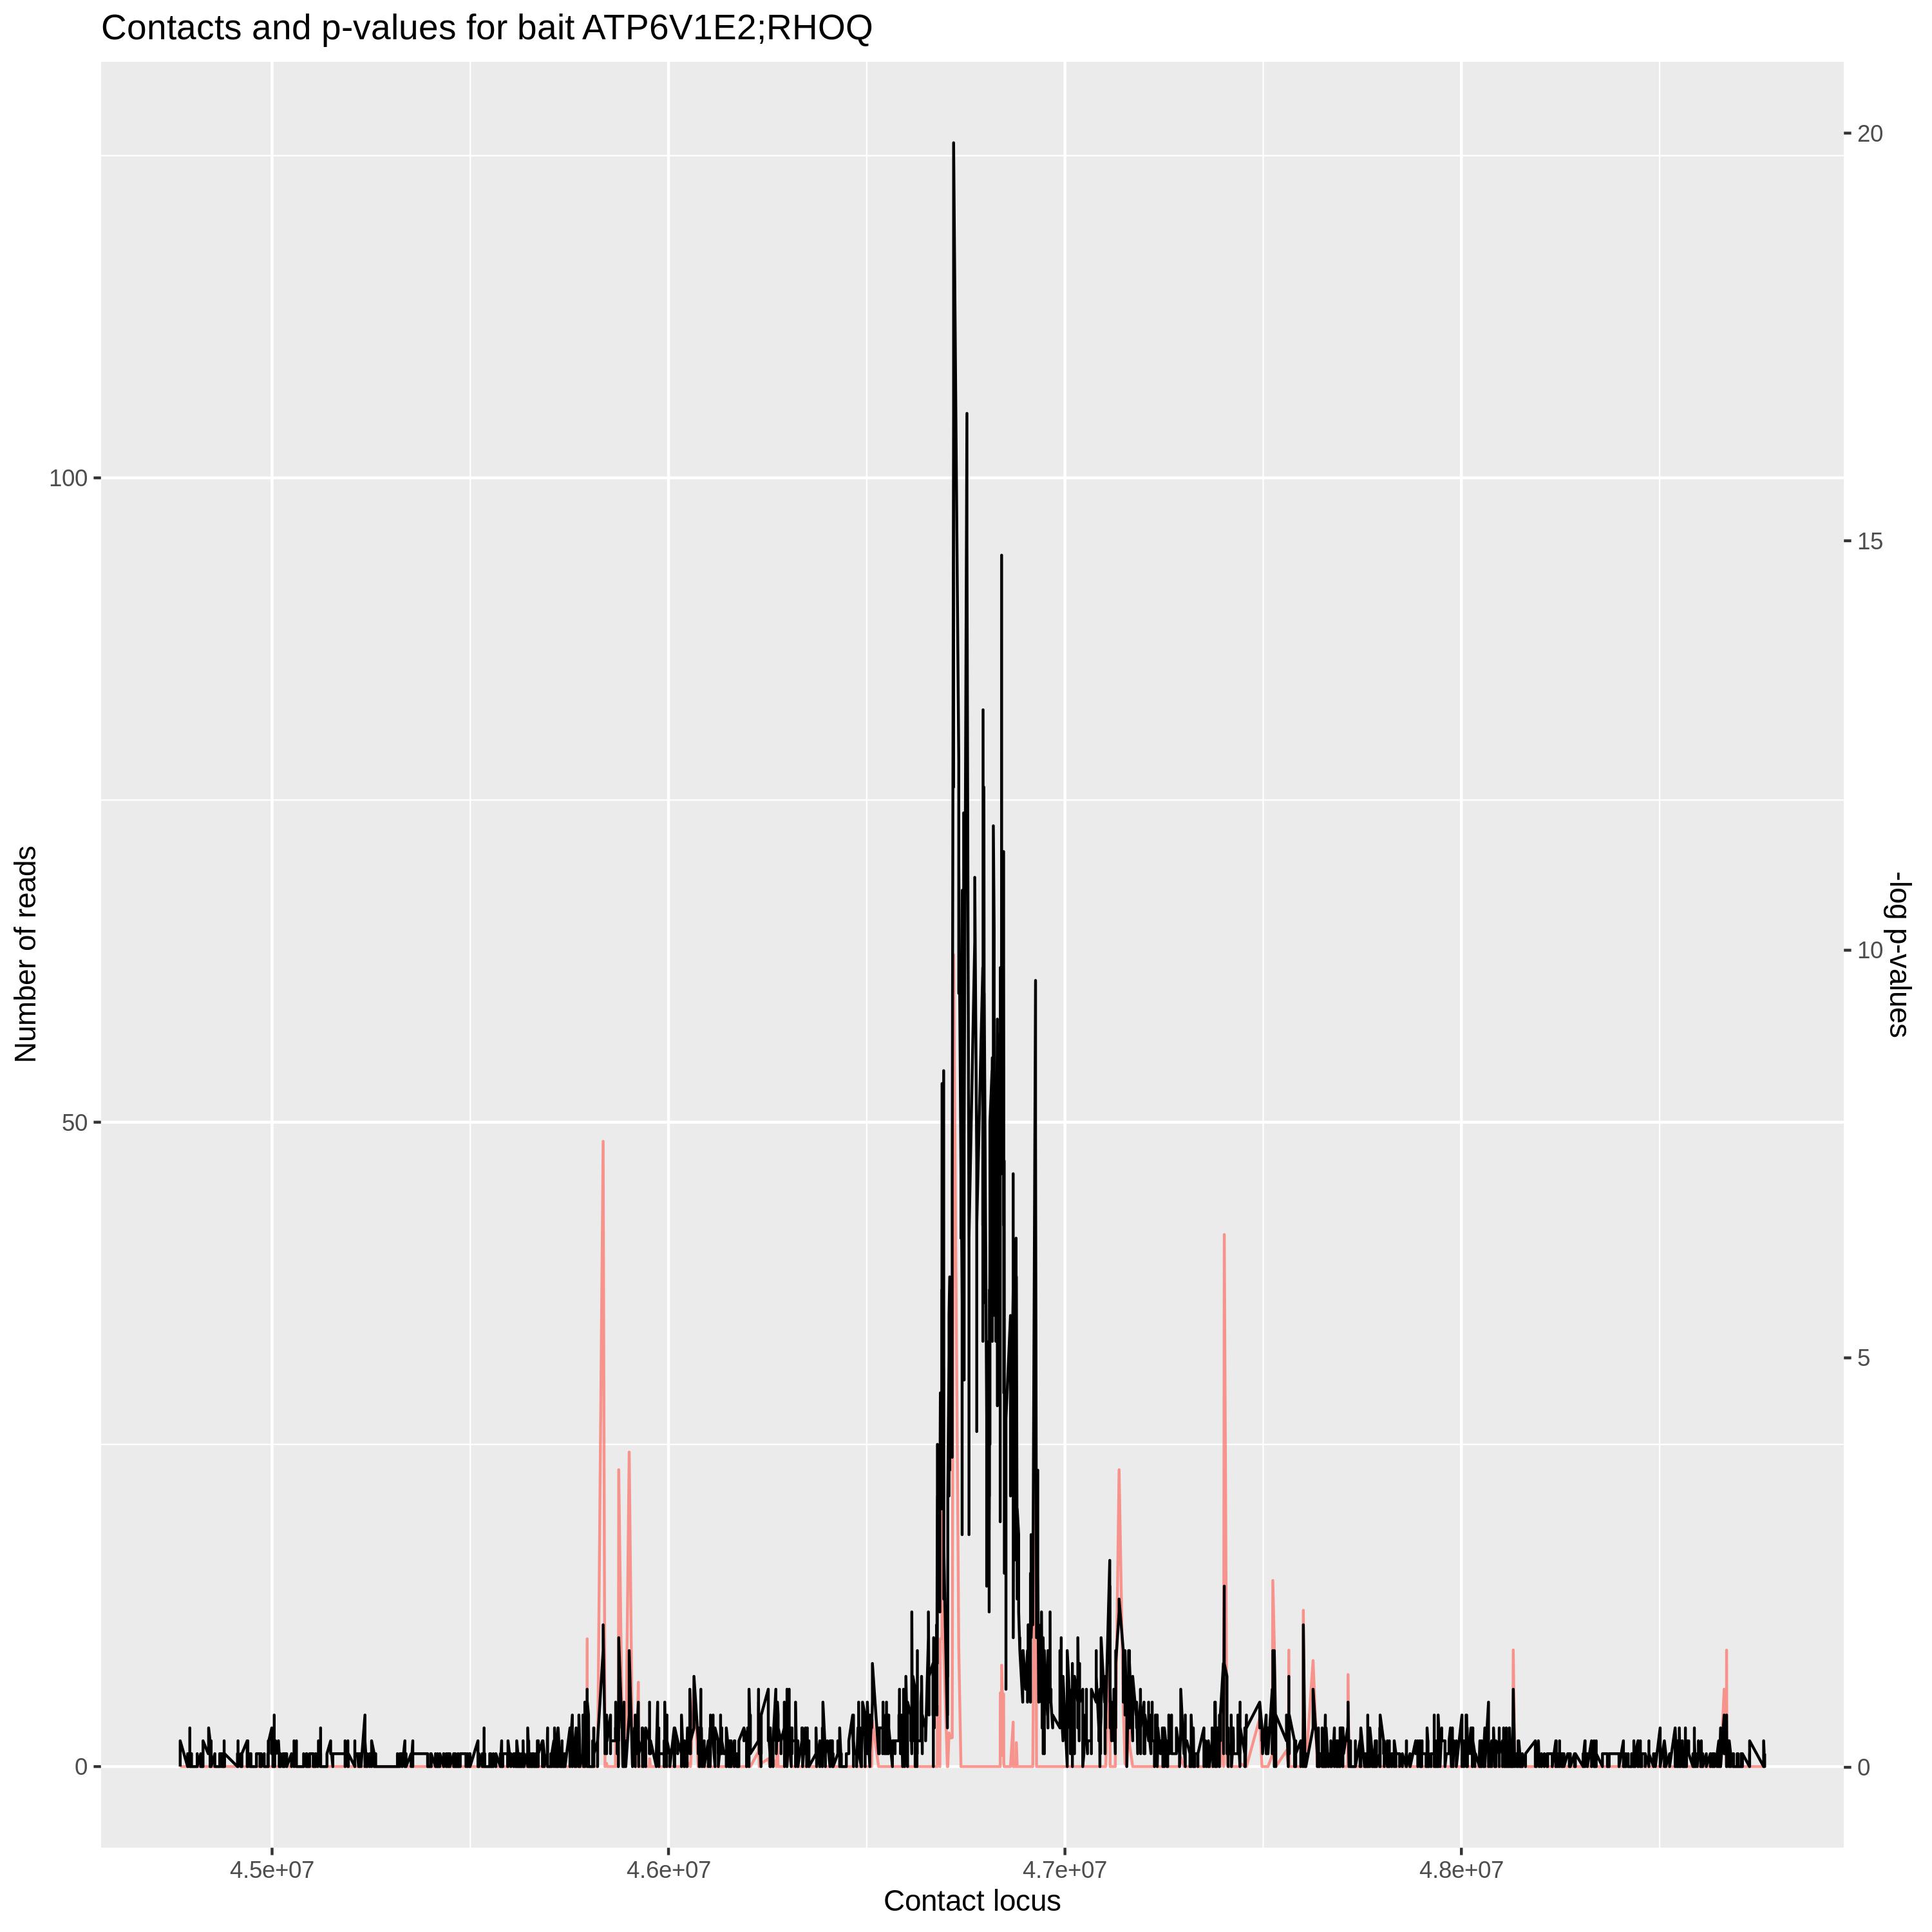 Contacts and p-values for bait ATP6V1E2;RHOQ
Number of reads
100
50
0
20
15
10
5
0
-log p-values
4.5e+07
4.6e+07
4.7e+07
4.8e+07
Contact locus